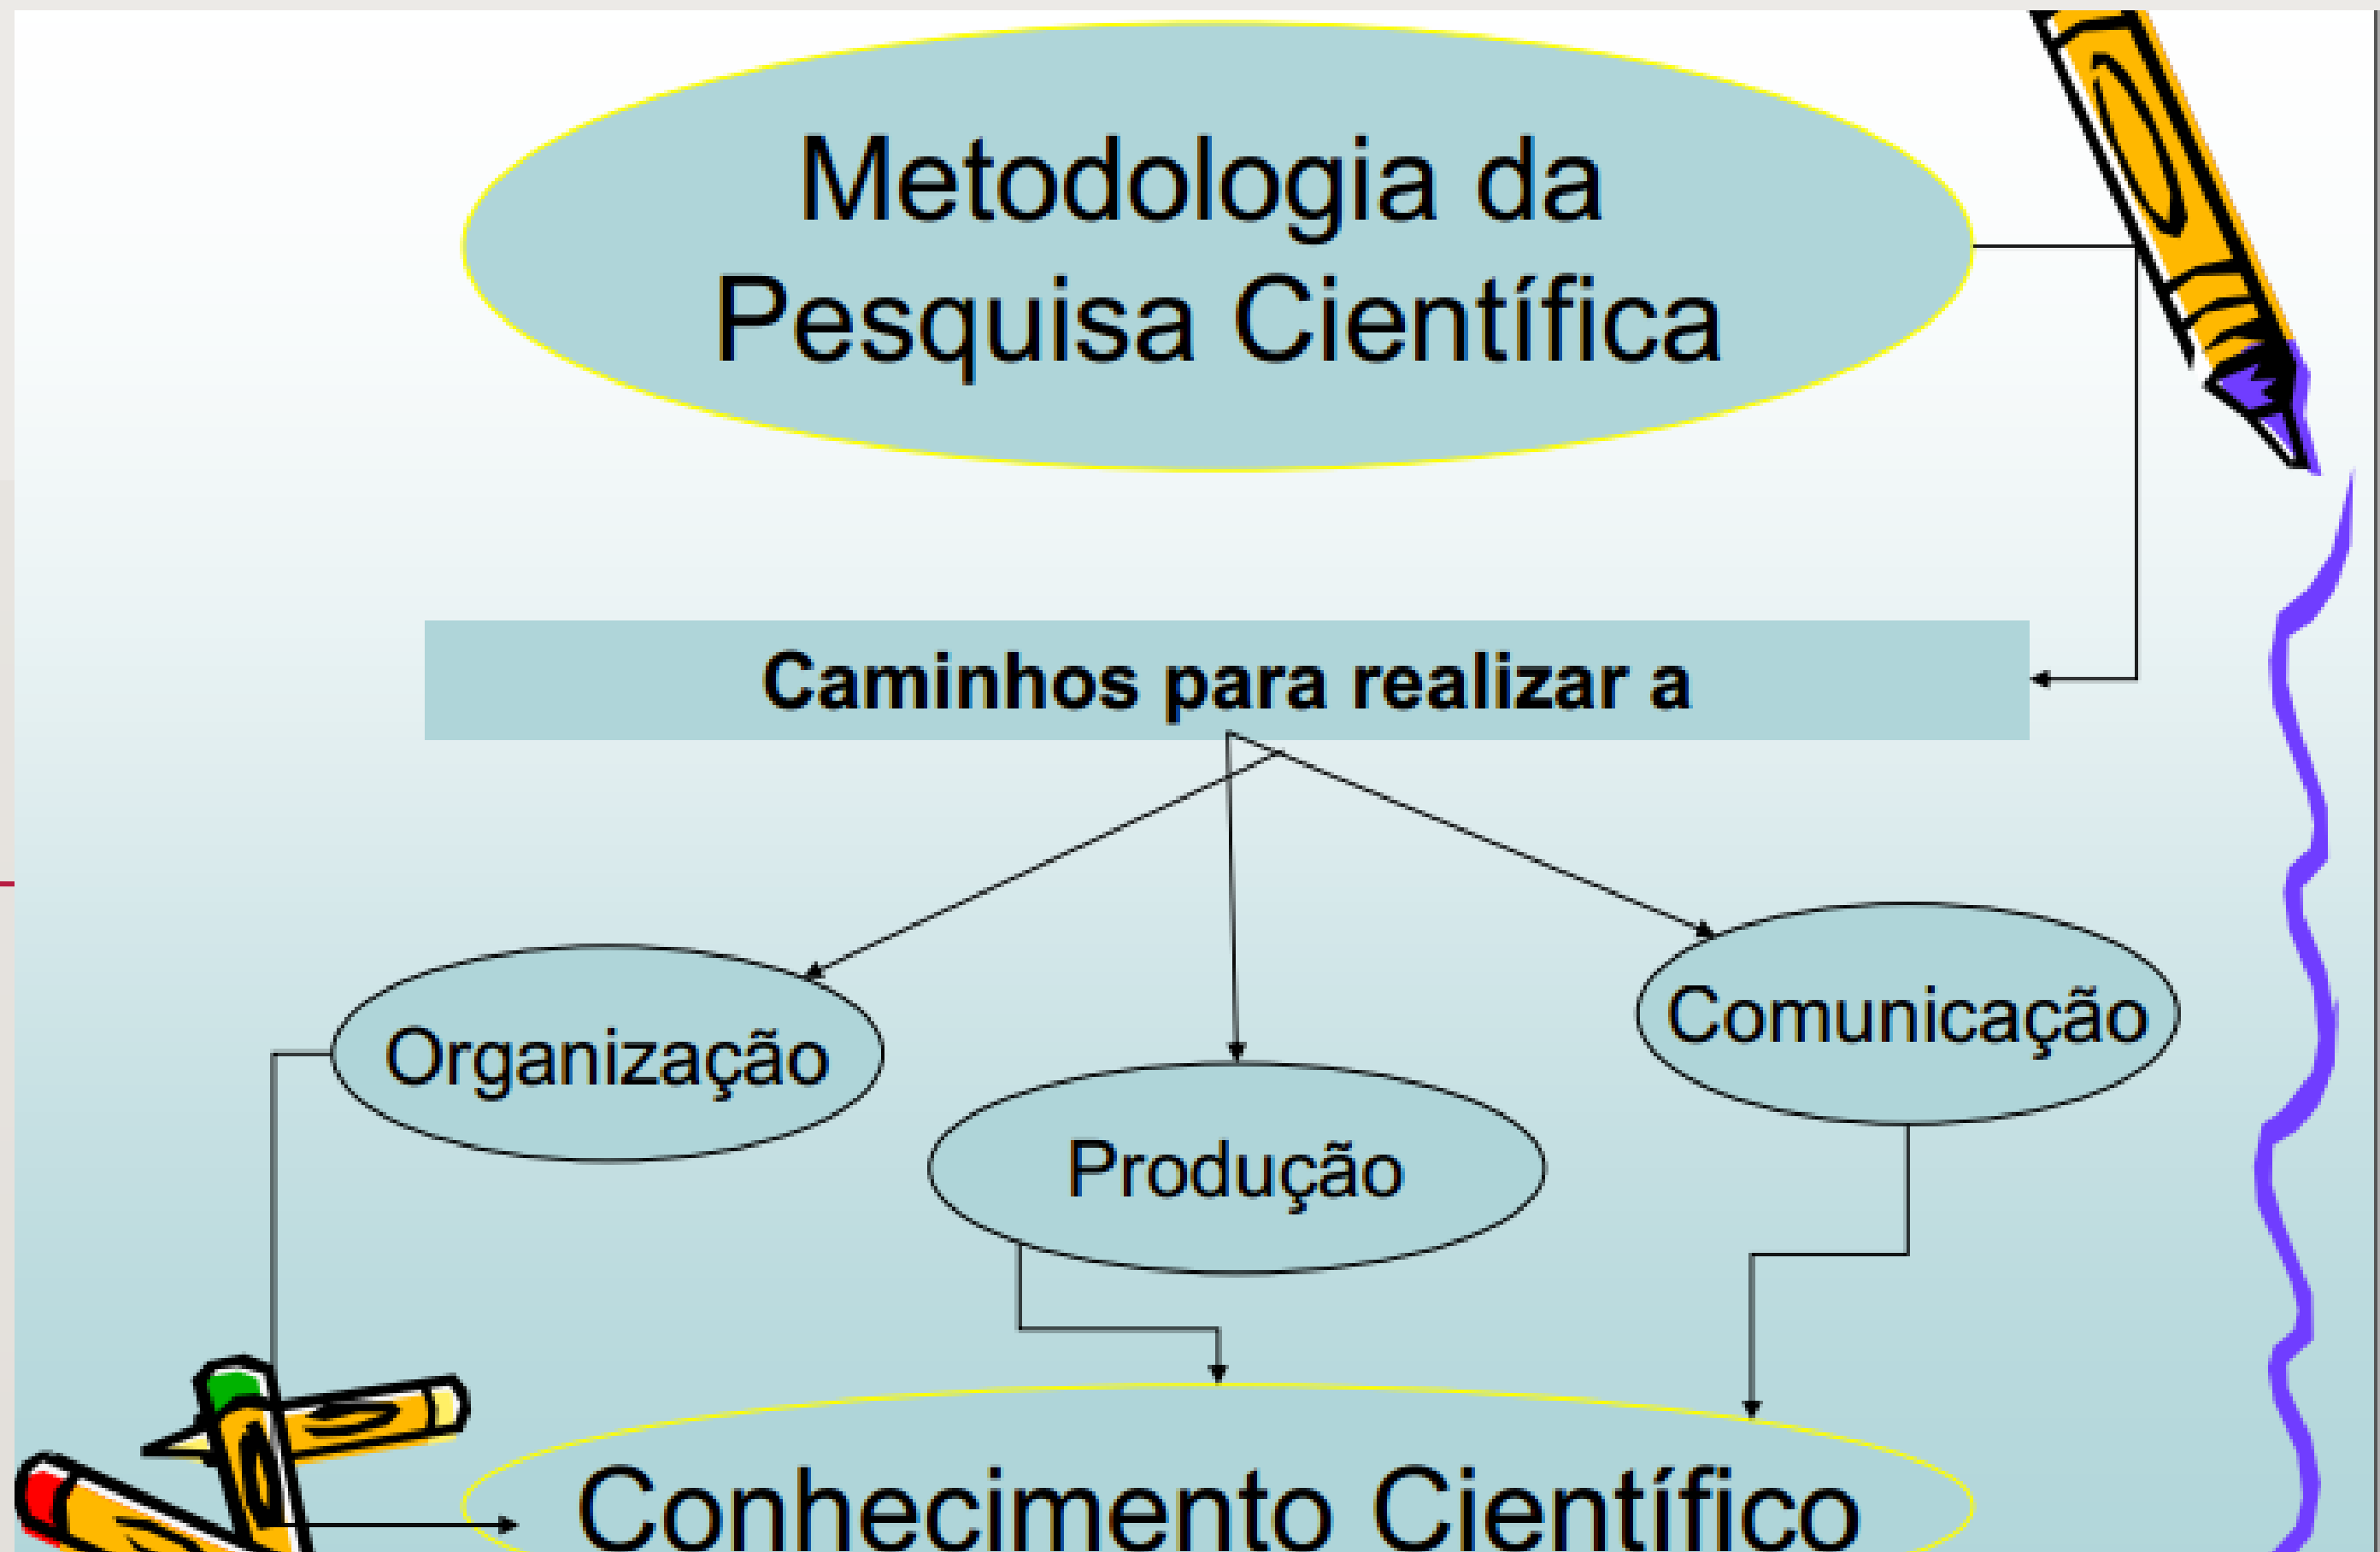 Metodologia da
Pesquisa Científica
Caminhos para realizar a
Organização
Comunicação
Produção
Conhecimento Científico